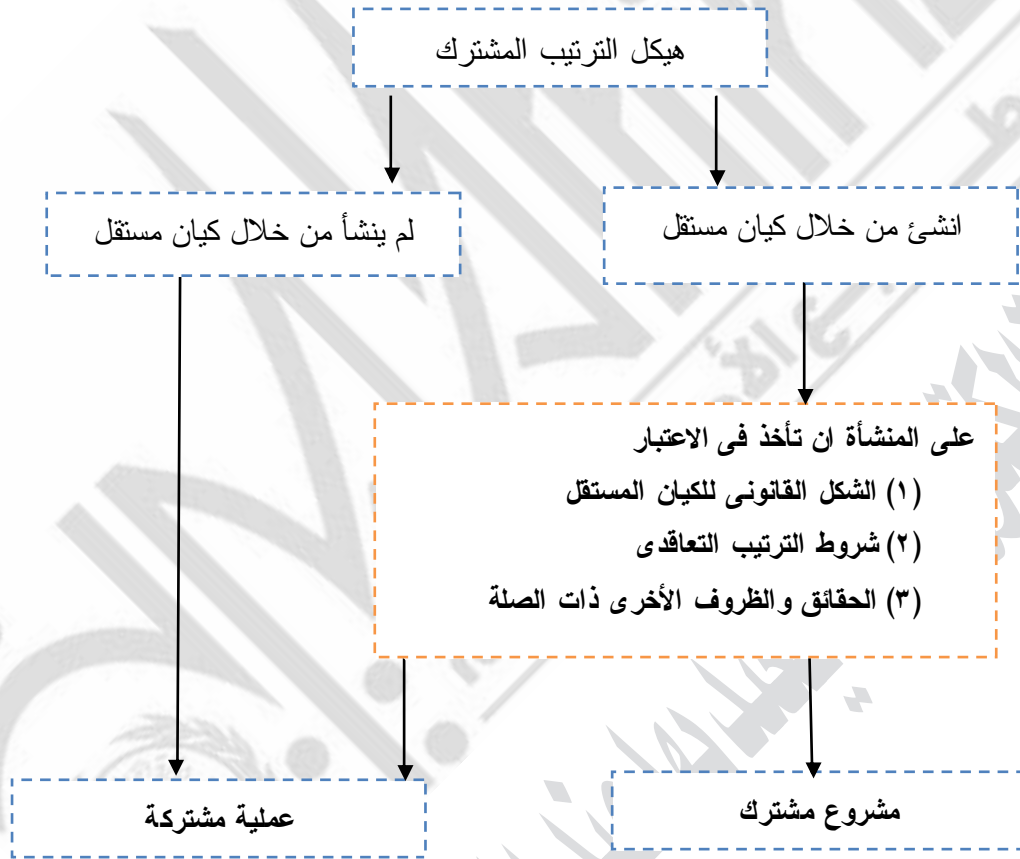 هيكل الترتيب المشترك
انشئ من خلال كيان مستقل
لم ينشأ من خلال كيان مستقل
على المنشأة ان تأخذ فى الاعتبار
(١) الشكل القانونى للكيان المستقل
(٢) شروط الترتيب التعاقدى
(٣) الحقائق والظروف الأخرى ذات الصلة
مشروع مشترك
عملية مشتركة